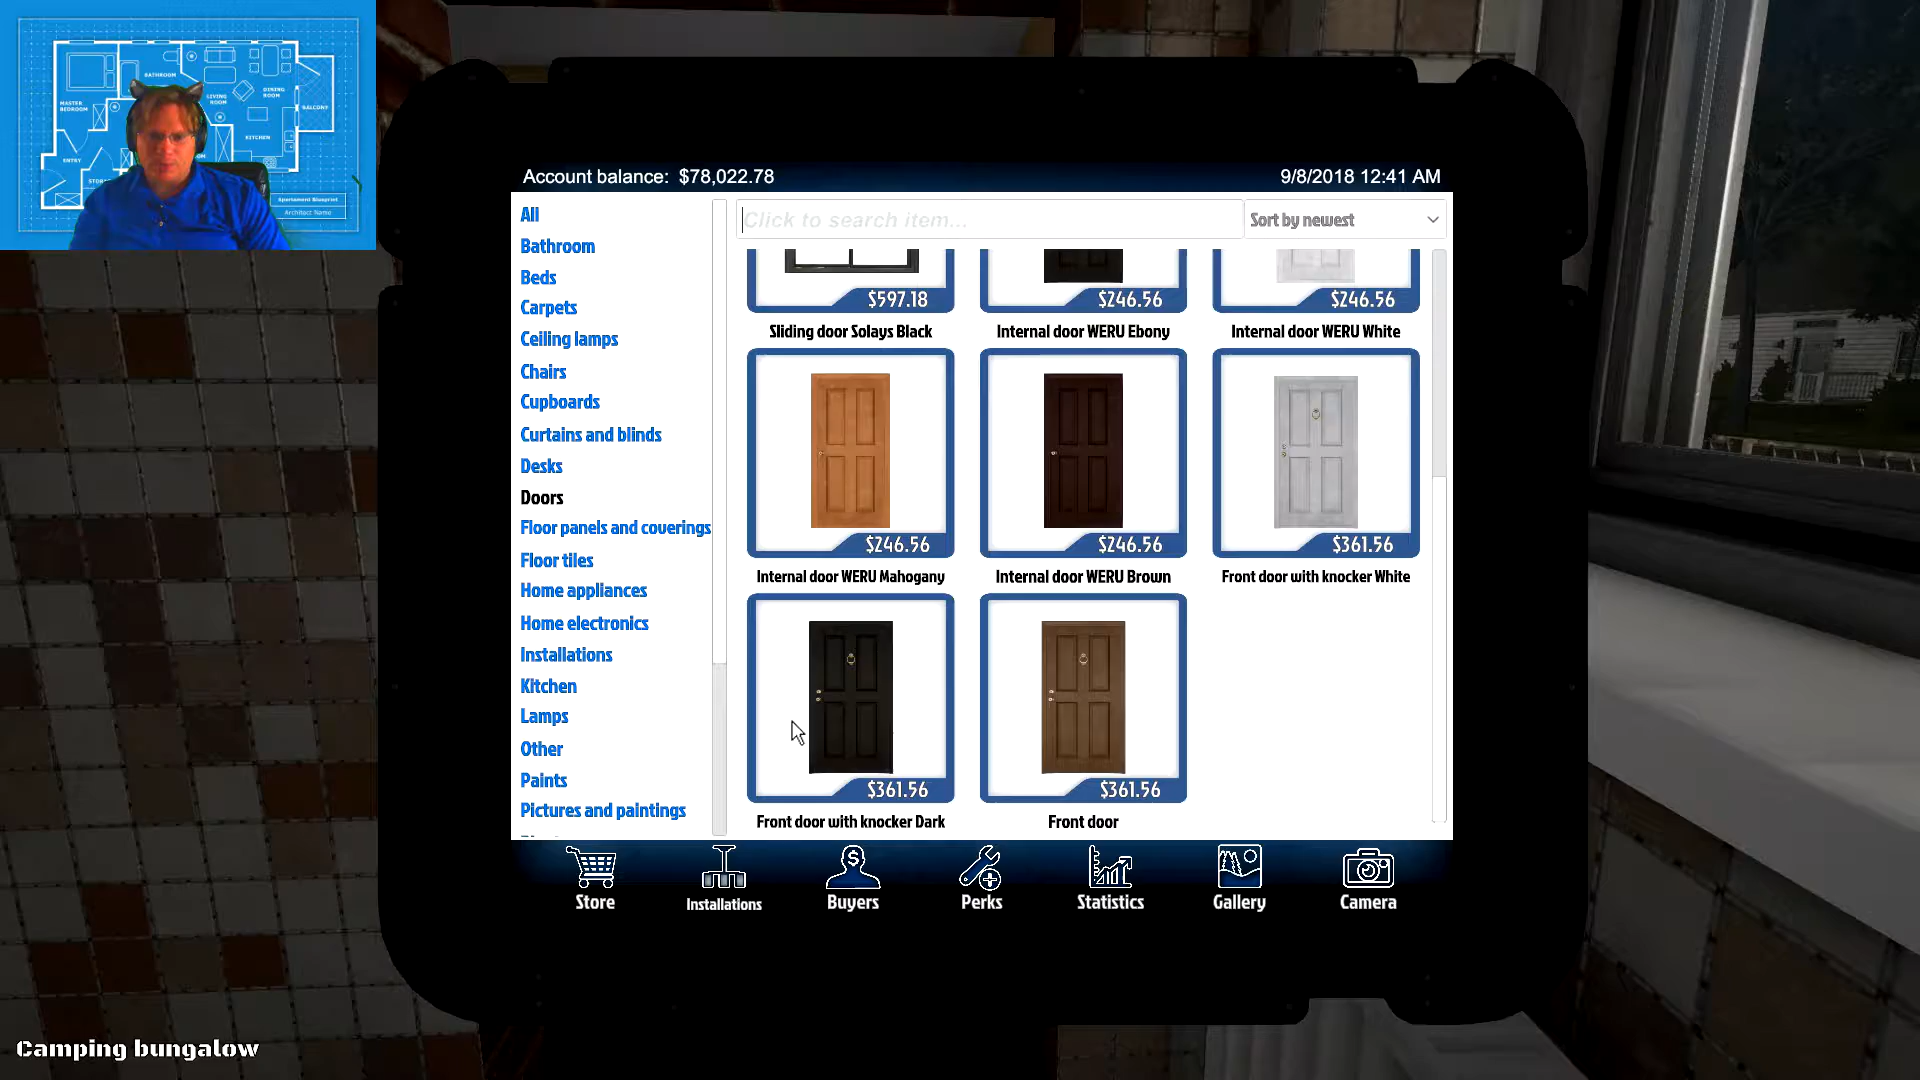 MASTER
BEDROOM
BATHROOM
LIVING
ROOM
DINING
ROOM
BALCONY
KITCHEN
ENTRY
Apartament Blueprint
Architect Name
Account balance: $78,022.78
9/8/2018 12:41 AM
Click to search item...
Sort by newest
All
Bathroom
Beds
Carpets
Ceiling lamps
Chairs
Cupboards
Curtains and blinds
Desks
Doors
Floor panels and coverings
Floor tiles
Home appliances
Home electronics
Installations
Kitchen
Lamps
Other
Paints
Pictures and paintings
$597.18
$246.56
$246.56
Sliding door Solays Black
Internal door WERU Ebony
Internal door WERU White
$246.56
$246.56
$361.56
Internal door WERU Mahogany
Internal door WERU Brown
Front door with knocker White
$361.56
$361.56
Front door with knocker Dark
Front door
Store
Installations
Buyers
Perks
Statistics
Gallery
Camera
Camping bungalow